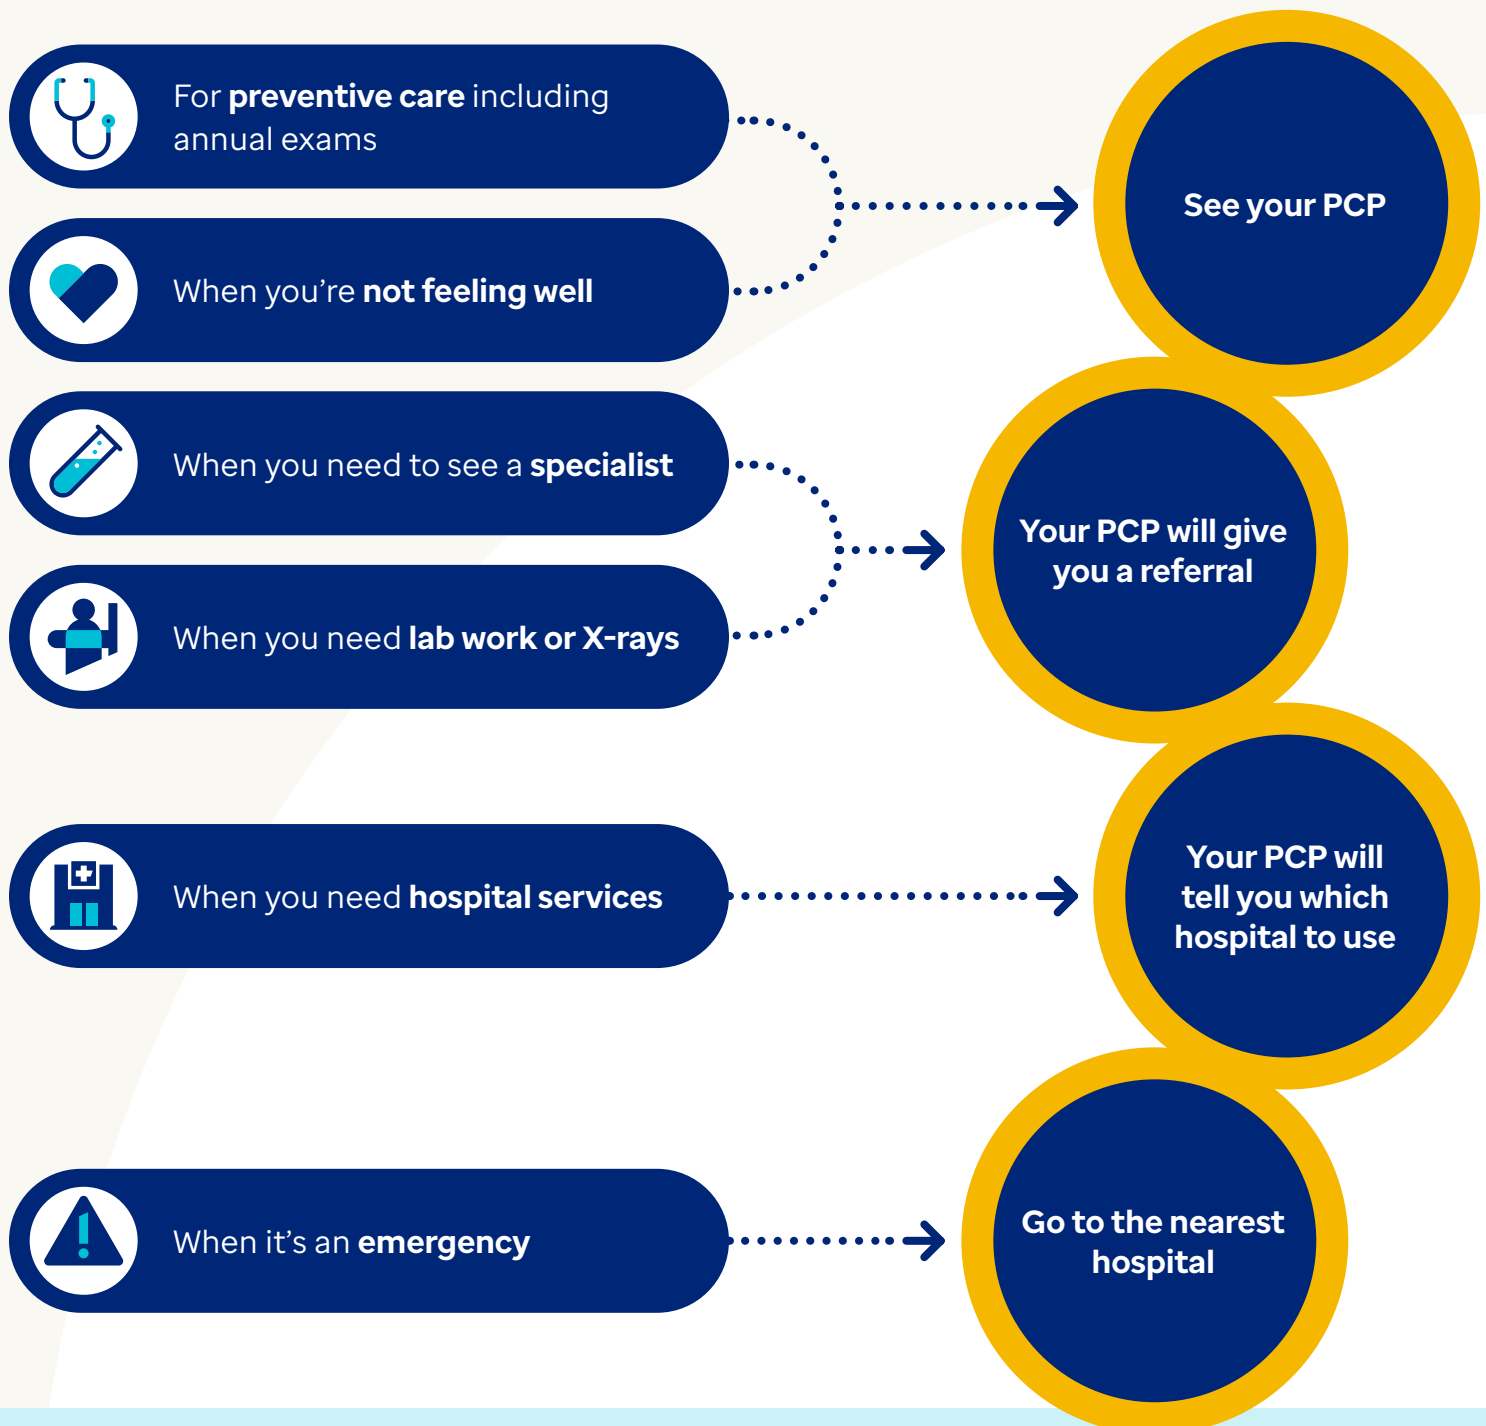 For preventive care including
annual exams
When you’re not feeling well
See your PCP
When you need to see a specialist
When you need lab work or X-rays
Your PCP will give
you a referral
When you need hospital services
Your PCP will
tell you which
hospital to use
When it’s an emergency
Go to the nearest
hospital